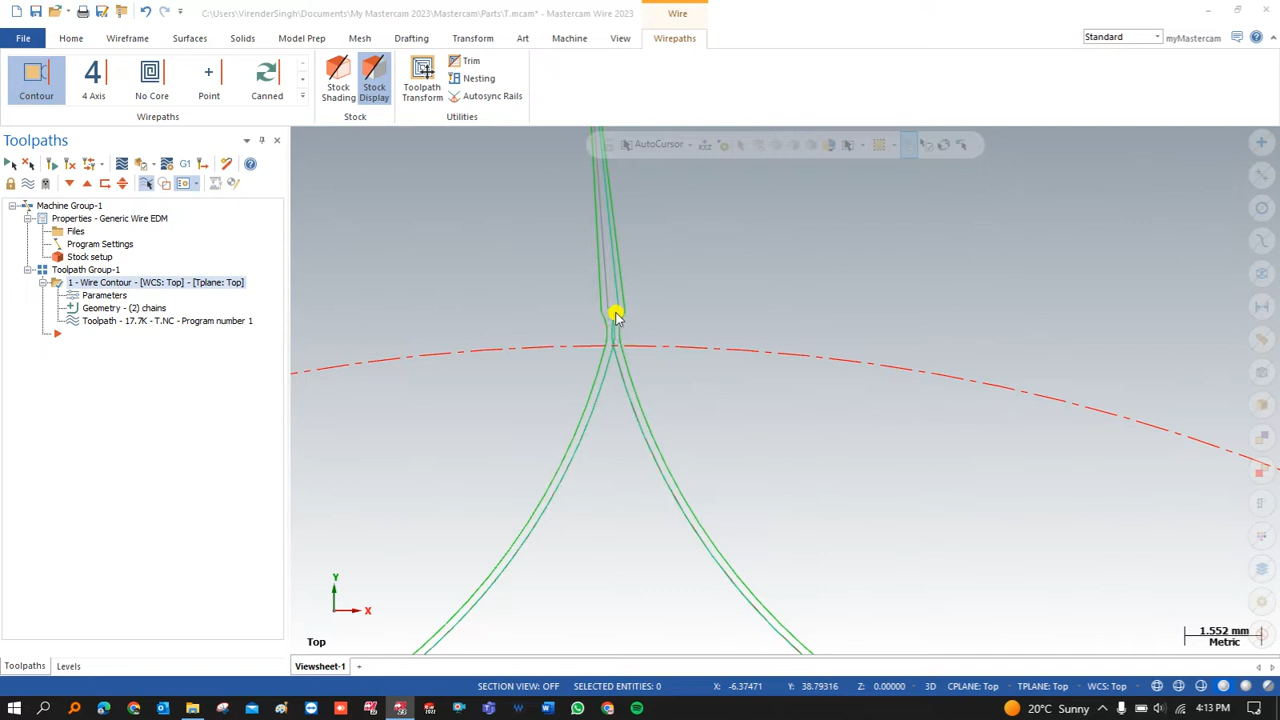 C:\Users\VirenderSingh\Documents\My Mastercam 2023\Mastercam\Parts\T.mcam* - Mastercam Wire 2023
Wire
File
Home
Wireframe
Surfaces
Solids
Model Prep
Mesh
Drafting
Transform
Art
Machine
View
Wirepaths
Standard
myMastercam
Contour
4 Axis
No Core
Point
Canned
Stock Shading
Stock Display
Toolpath Transform
Trim
Nesting
Autosync Rails
Wirepaths
Stock
Utilities
Toolpaths
AutoCursor
G1
Machine Group-1
Properties - Generic Wire EDM
Files
Program Settings
Stock setup
Toolpath Group-1
1 - Wire Contour - [WCS: Top] - [Tplane: Top]
Parameters
Geometry - (2) chains
Toolpath - 17.7K - T.NC - Program number 1
Y
X
Top
1.552 mm
Metric
Toolpaths
Levels
Viewsheet-1
+
SECTION VIEW: OFF
SELECTED ENTITIES: 0
X: -6.37471
Y: 38.79316
Z: 0.00000
3D
CPLANE: Top
TPLANE: Top
WCS: Top
20°C Sunny
4:13 PM